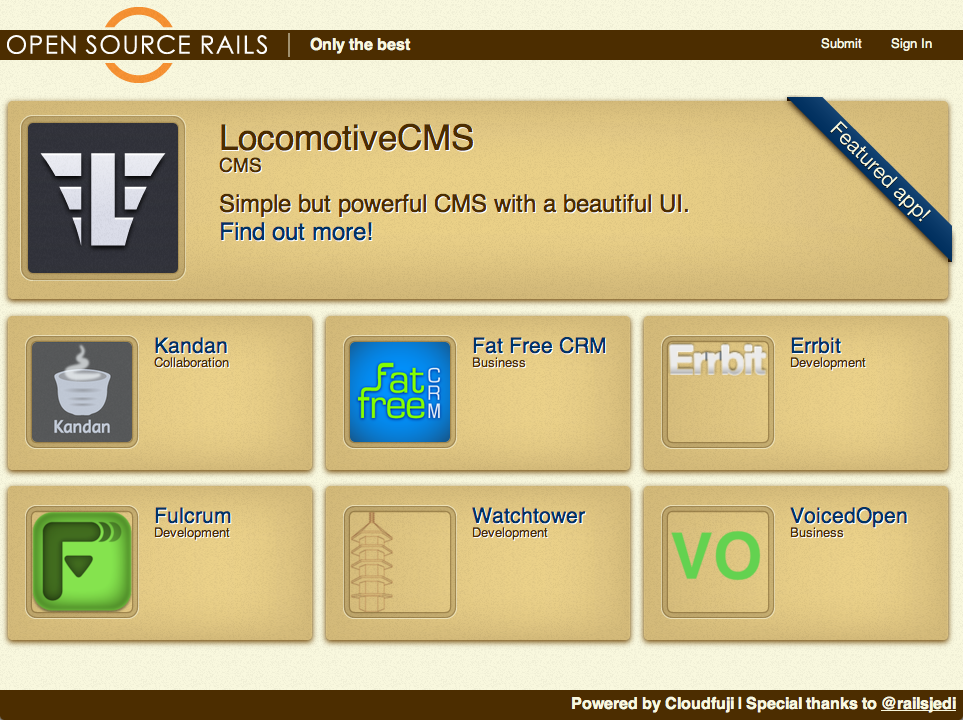 OPEN SOURCE RAILS
Only the best
Submit
Sign In
LocomotiveCMS
CMS
Simple but powerful CMS with a beautiful UI.
Find out more!
Featured app!
Kandan
Kandan
Collaboration
fat free CRM
Fat Free CRM
Business
Errbit
Errbit
Development
F
Fulcrum
Development
Watchtower
Development
VO
VoicedOpen
Business
Powered by Cloudfuji | Special thanks to @railsjedi